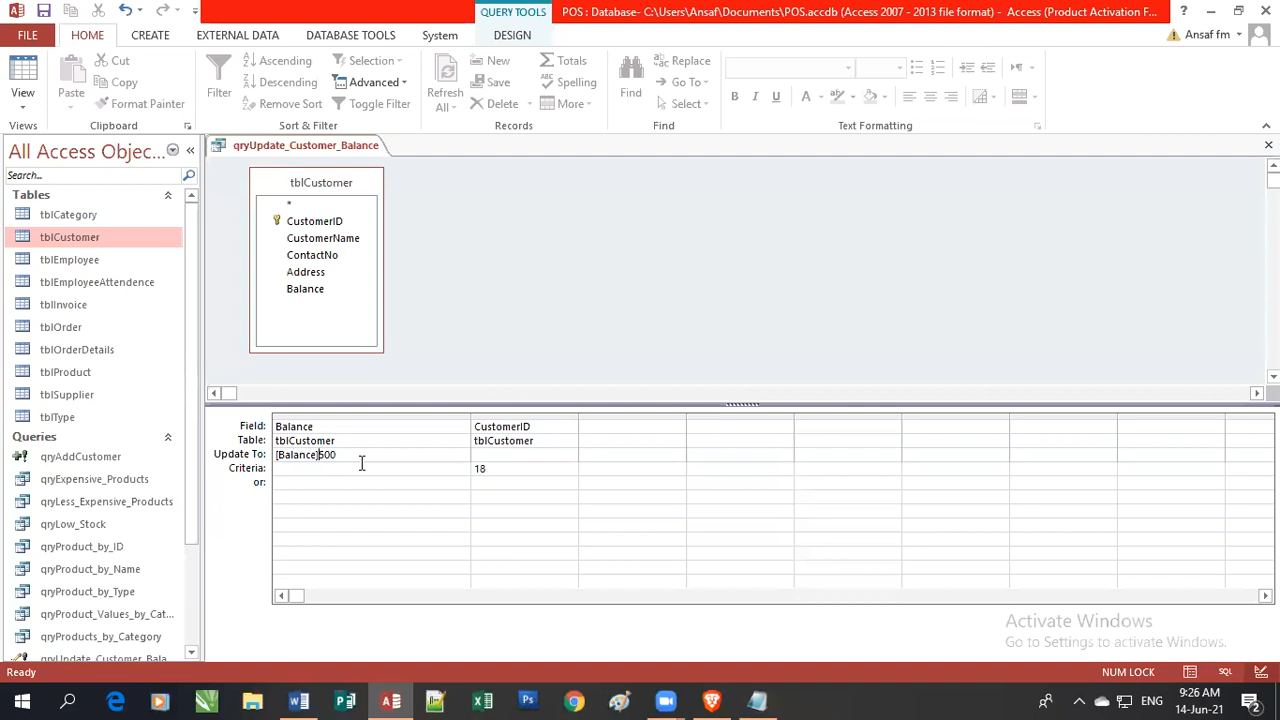 QUERY TOOLS
POS : Database- C:\Users\Ansaf\Documents\POS.accdb (Access 2007 - 2013 file format) - Access (Product Activation F...
FILE HOME CREATE EXTERNAL DATA DATABASE TOOLS System DESIGN Ansaf fm
View
Views
Paste
Cut
Copy
Format Painter
Clipboard
Filter
Ascending
Descending
Remove Sort
Selection
Advanced
Toggle Filter
Sort & Filter
Refresh All
New
Save
Delete
Totals
Spelling
More
Records
Find
Replace
Go To
Select
Find
B I U A
Text Formatting
All Access Objec...
Search...
Tables
tblCategory
tblCustomer
tblEmployee
tblEmployeeAttendence
tblInvoice
tblOrder
tblOrderDetails
tblProduct
tblSupplier
tblType
Queries
qryAddCustomer
qryExpensive_Products
qryLess_Expensive_Products
qryLow_Stock
qryProduct_by_ID
qryProduct_by_Name
qryProduct_by_Type
qryProduct_Values_by_Cat...
qryProducts_by_Category
qryUpdate_Customer_Bala...
qryUpdate_Customer_Balance
tblCustomer
*
CustomerID
CustomerName
ContactNo
Address
Balance
Field: Balance CustomerID
Table: tblCustomer tblCustomer
Update To: [Balance]500
Criteria: 18
or:
Activate Windows
Go to Settings to activate Windows.
Ready
NUM LOCK
SQL
ENG
9:26 AM
14-Jun-21
2